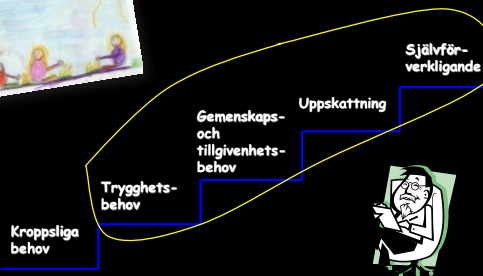 Självför-
verkligande
Uppskattning
Gemenskaps-
och
tillgivenhets-
behov
Trygghets-
behov
Kroppsliga
behov